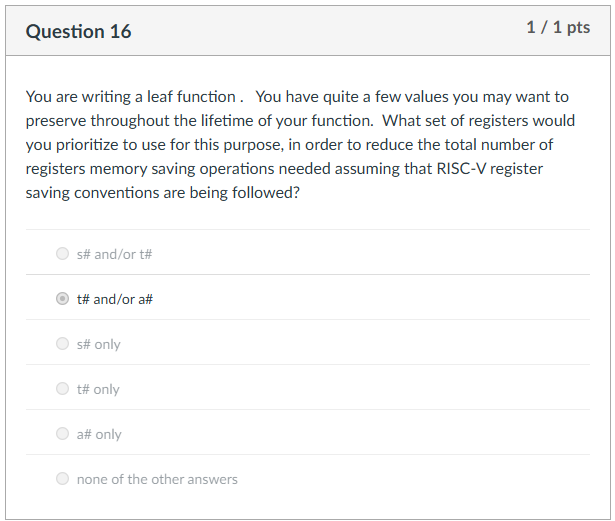 Question 16
1 / 1 pts
You are writing a leaf function .   You have quite a few values you may want to
preserve throughout the lifetime of your function.  What set of registers would
you prioritize to use for this purpose, in order to reduce the total number of
registers memory saving operations needed assuming that RISC-V register
saving conventions are being followed?
s# and/or t#
t# and/or a#
s# only
t# only
a# only
none of the other answers